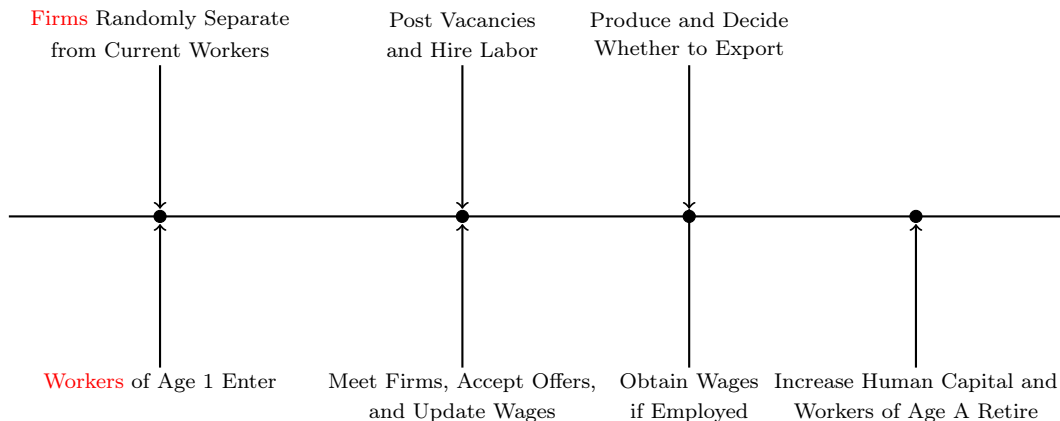 Firms Randomly Separate
from Current Workers
Post Vacancies
and Hire Labor
Produce and Decide
Whether to Export
Workers of Age 1 Enter
Meet Firms, Accept Offers,
and Update Wages
Obtain Wages
if Employed
Increase Human Capital and
Workers of Age A Retire